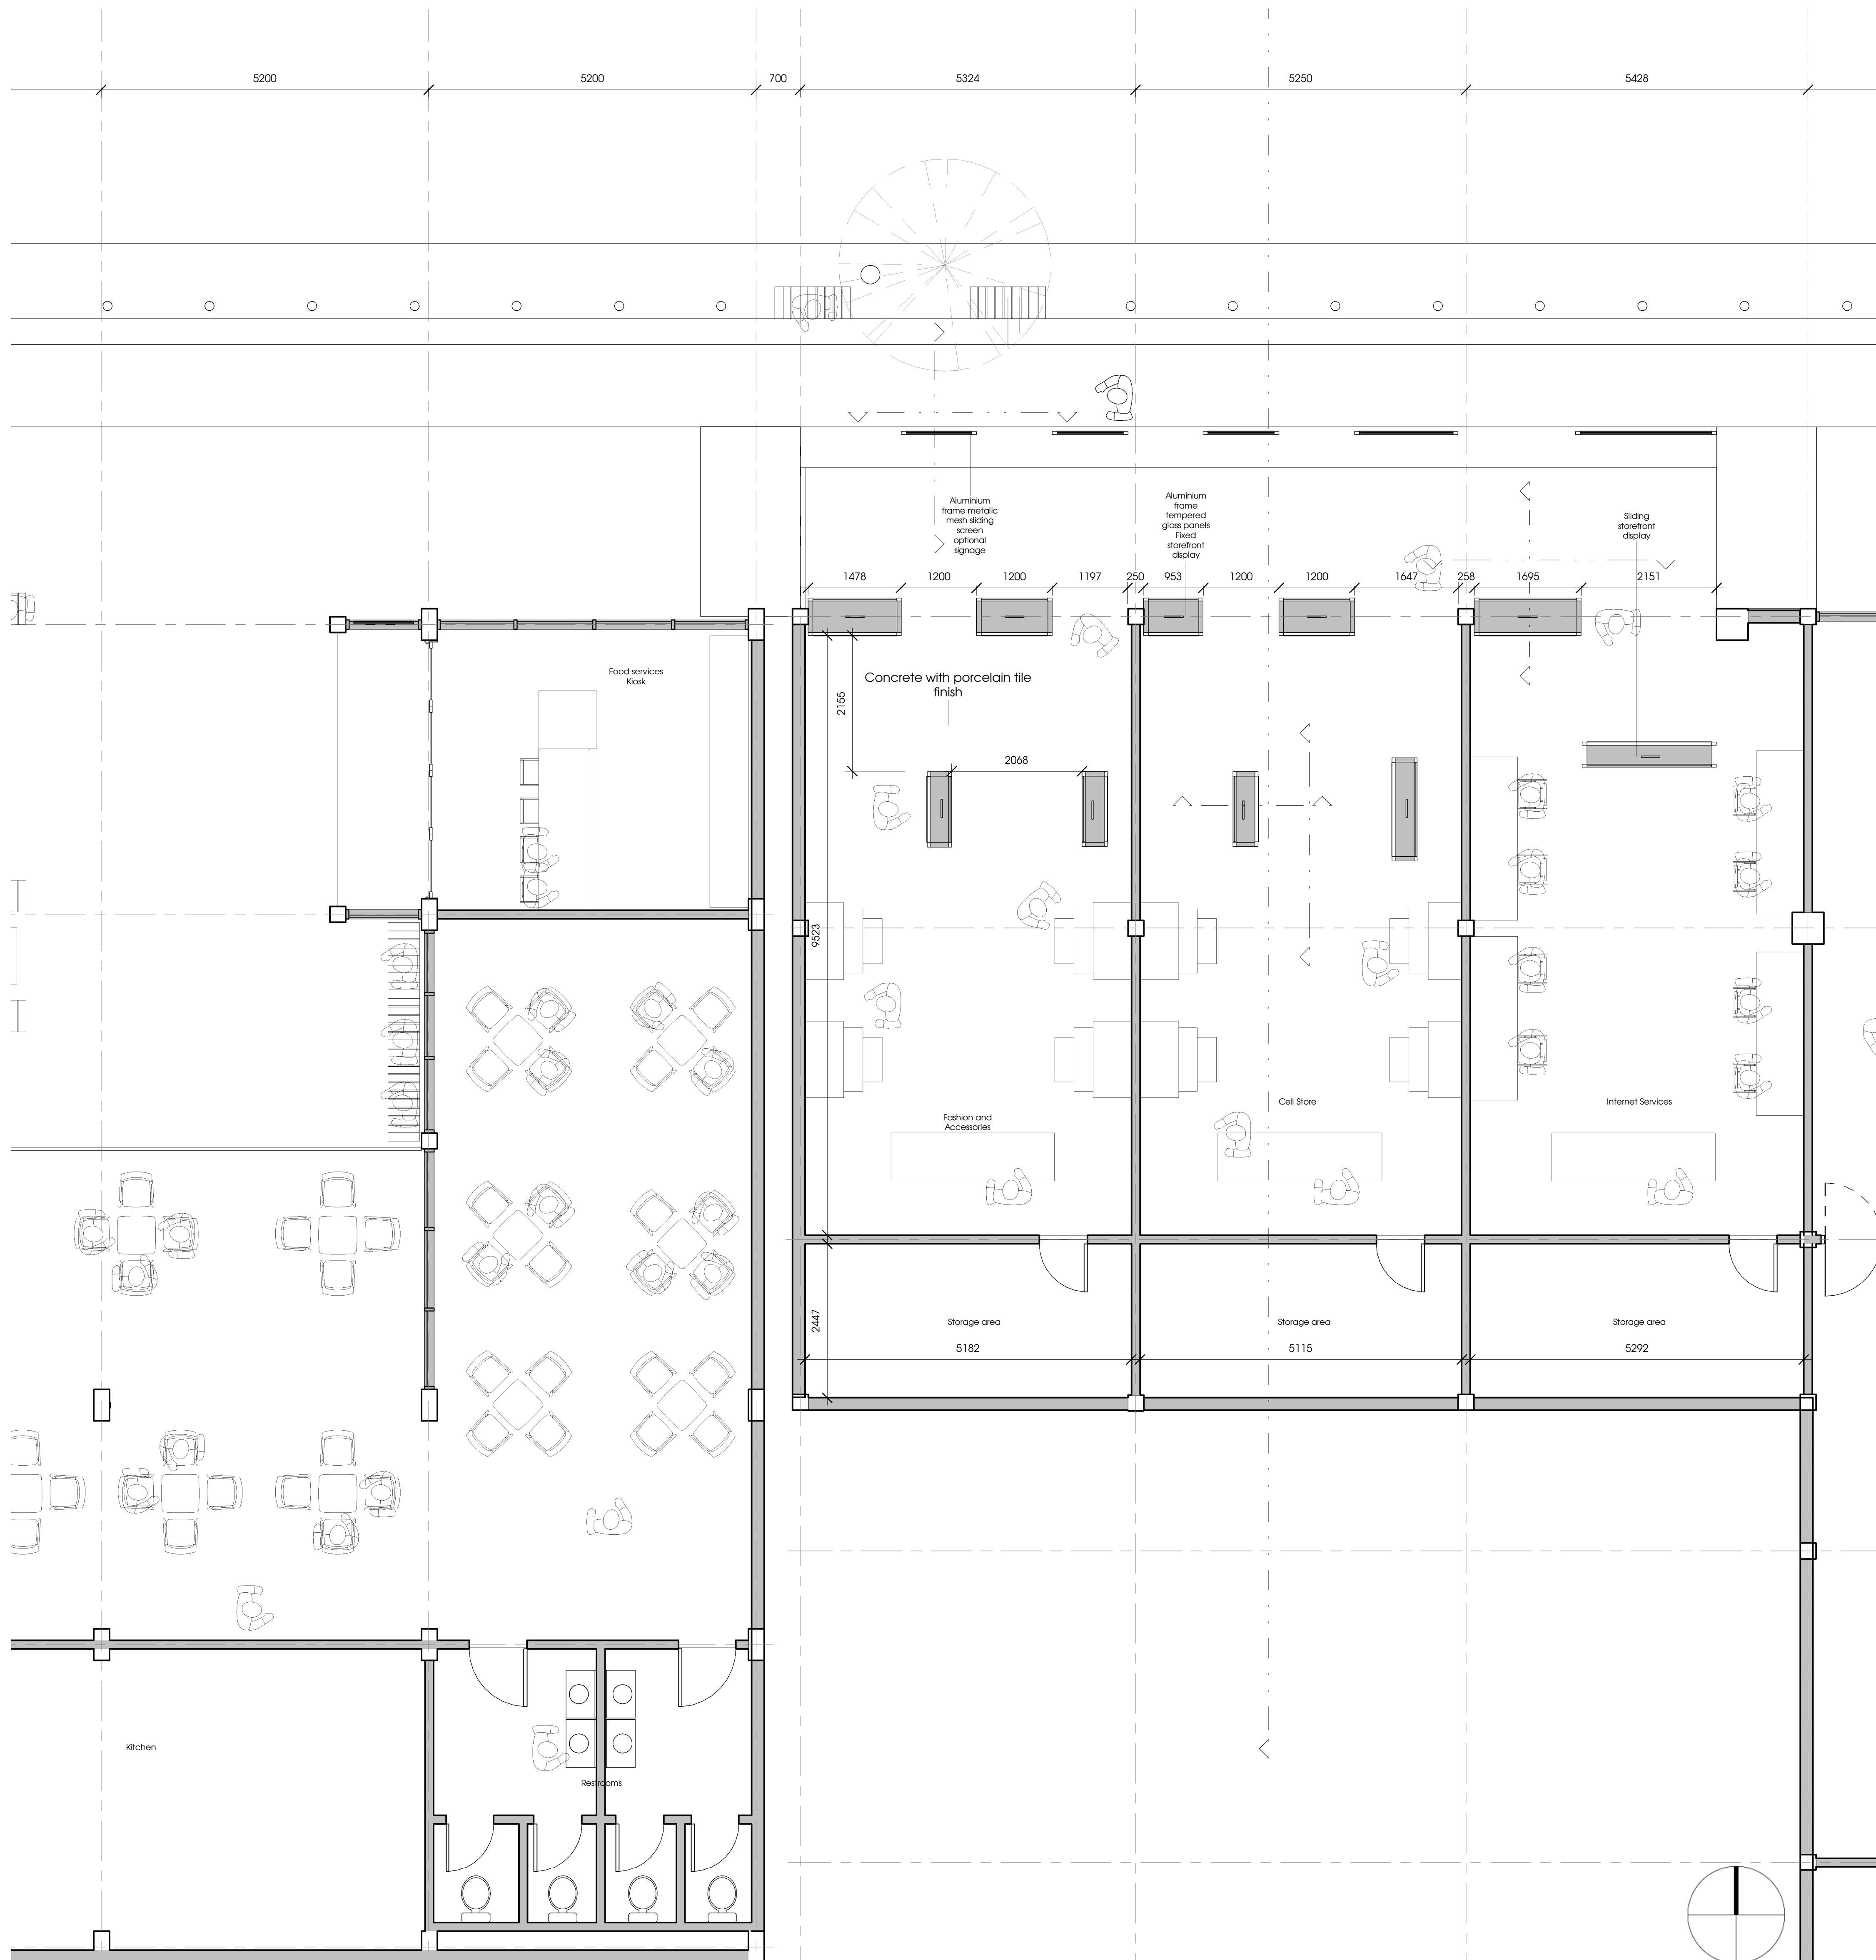 5200
5200
700
5324
5250
5428
Aluminium
frame metalic
mesh sliding
screen
optional
signage
Aluminium
frame
tempered
glass panels
Fixed
storefront
display
Sliding
storefront
display
1478
1200
1200
1197
250
953
1200
1200
1647
258
1695
2151
Food services
Kiosk
Concrete with porcelain tile
finish
2155
2068
9523
Fashion and
Accessories
Cell Store
Internet Services
2447
Storage area
Storage area
Storage area
5182
5115
5292
Kitchen
Restrooms